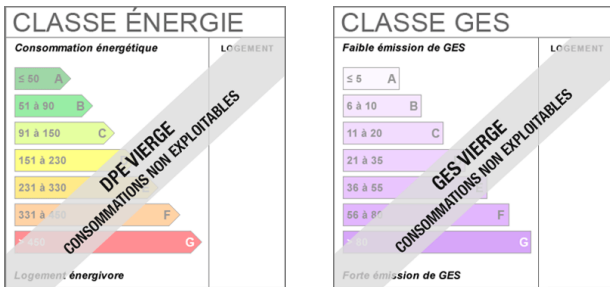 CLASSE ÉNERGIE
Consommation énergétique
LOGEMENT
≤ 50 A
51 à 90 B
91 à 150 C
151 à 230
231 à 330
331 à F
G
Logement énergivore
DPE VIERGE
CONSOMMATIONS NON EXPLOITABLES
CLASSE GES
Faible émission de GES
LOGEMENT
≤ 5 A
6 à 10 B
11 à 20 C
21 à 35
36 à 55
56 à F
G
Forte émission de GES
GES VIERGE
CONSOMMATIONS NON EXPLOITABLES